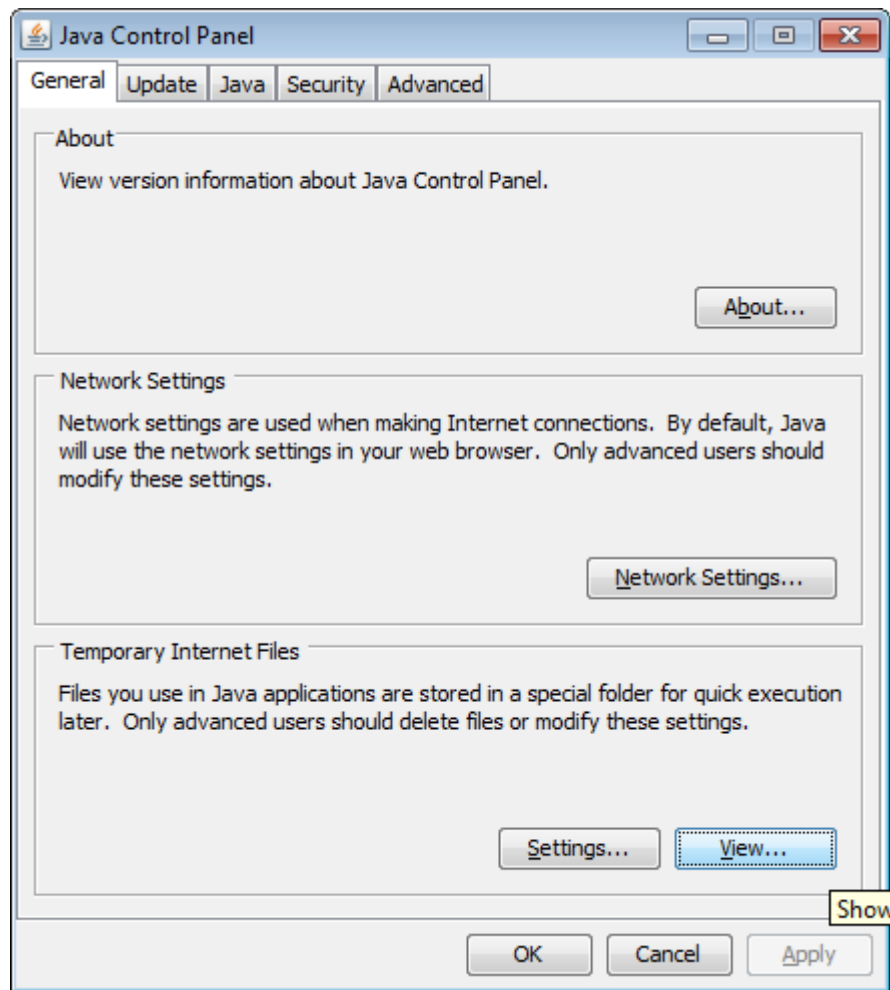 Java Control Panel
General Update Java Security Advanced
About
View version information about Java Control Panel.
About...
Network Settings
Network settings are used when making Internet connections.  By default, Java
will use the network settings in your web browser.  Only advanced users should
modify these settings.
Network Settings...
Temporary Internet Files
Files you use in Java applications are stored in a special folder for quick execution
later.  Only advanced users should delete files or modify these settings.
Settings... View...
Show
OK Cancel Apply